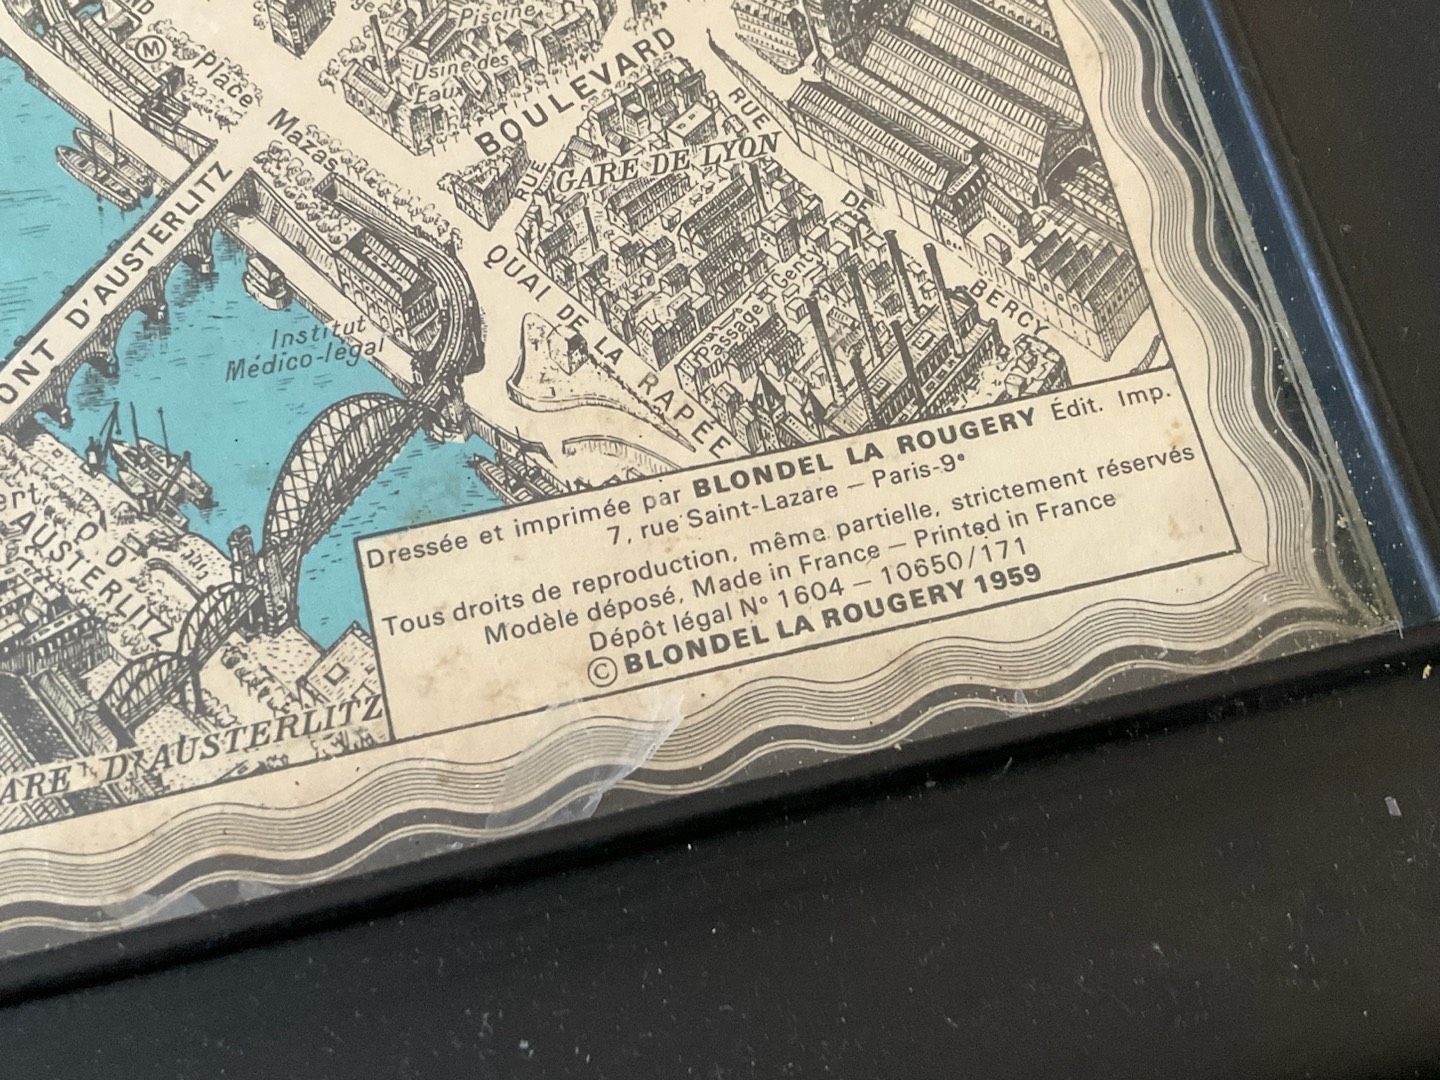 Piscine
Usine des
Eaux
BOULEVARD
M
Place
Mazas
RUE
GARE DE LYON
RUE
DE
BERCY
PONT D'AUSTERLITZ
QUAI DE LA RAPÉE
Passage Genty
Institut
Médico-légal
AUSTERLITZ
D'AUSTERLITZ
Dressée et imprimée par BLONDEL LA ROUGERY Édit. Imp.
7, rue Saint-Lazare — Paris-9e
Tous droits de reproduction, même partielle, strictement réservés
Modèle déposé, Made in France — Printed in France
Dépôt légal N° 1604 — 10650/171
© BLONDEL LA ROUGERY 1959